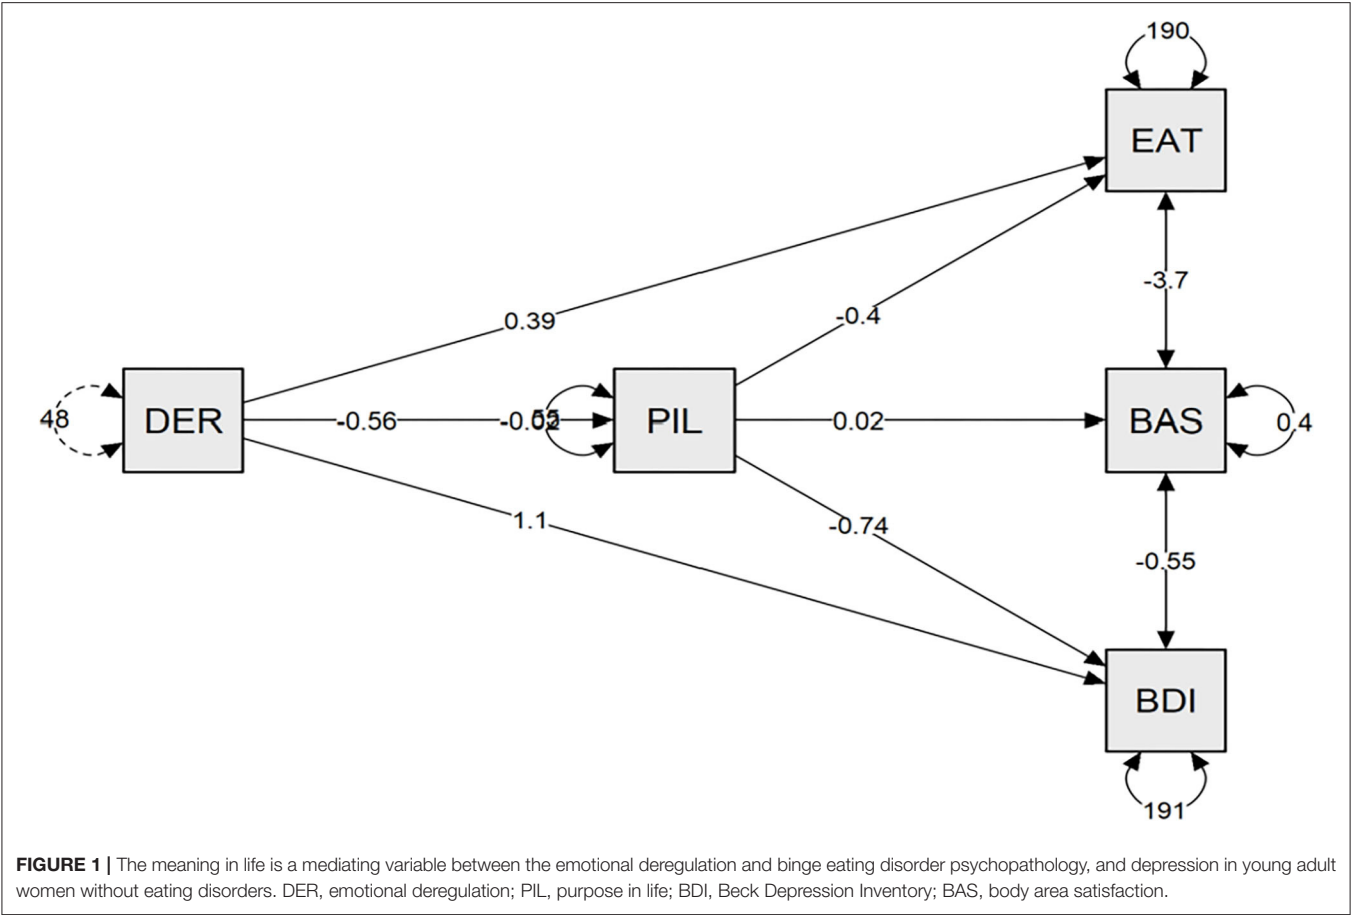 190
EAT
-3.7
0.39
-0.4
48
DER
-0.56
PIL
0.02
BAS
0.4
1.1
-0.74
-0.55
BDI
191
FIGURE 1 | The meaning in life is a mediating variable between the emotional deregulation and binge eating disorder psychopathology, and depression in young adult
women without eating disorders. DER, emotional deregulation; PIL, purpose in life; BDI, Beck Depression Inventory; BAS, body area satisfaction.